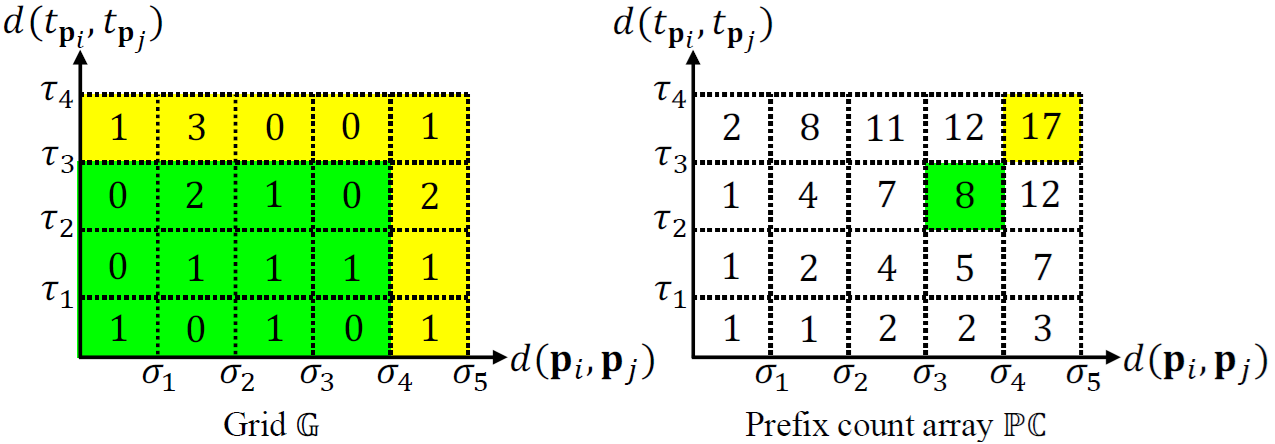 d(t_{𝐩_i}, t_{𝐩_j}) d(t_{𝐩_i}, t_{𝐩_j})
τ₄ τ₄
1 3 0 0 1 2 8 11 12 17
τ₃ τ₃
0 2 1 0 2 1 4 7 8 12
τ₂ τ₂
0 1 1 1 1 1 2 4 5 7
τ₁ τ₁
1 0 1 0 1 1 1 2 2 3
d(𝐩_i, 𝐩_j) d(𝐩_i, 𝐩_j)
σ₁ σ₂ σ₃ σ₄ σ₅ σ₁ σ₂ σ₃ σ₄ σ₅
Grid 𝔾 Prefix count array ℙℂ